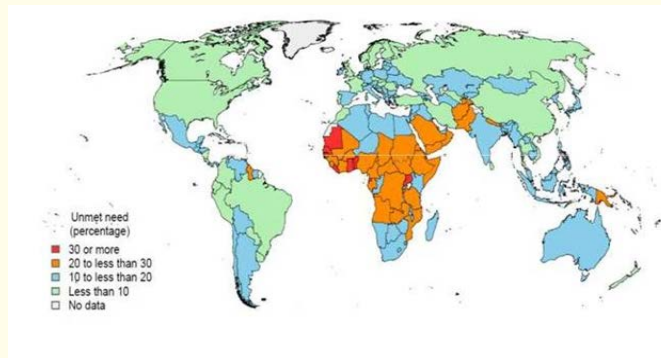 Unmet need
(percentage)
30 or more
20 to less than 30
10 to less than 20
Less than 10
No data